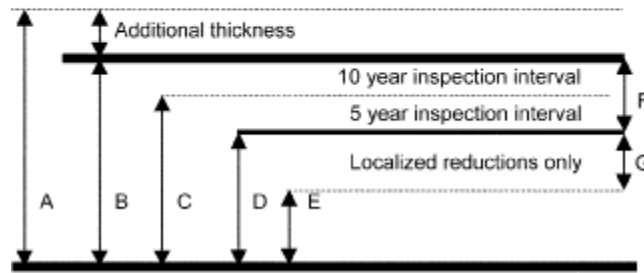 Additional thickness
10 year inspection interval
F
5 year inspection interval
Localized reductions only
G
A B C D E